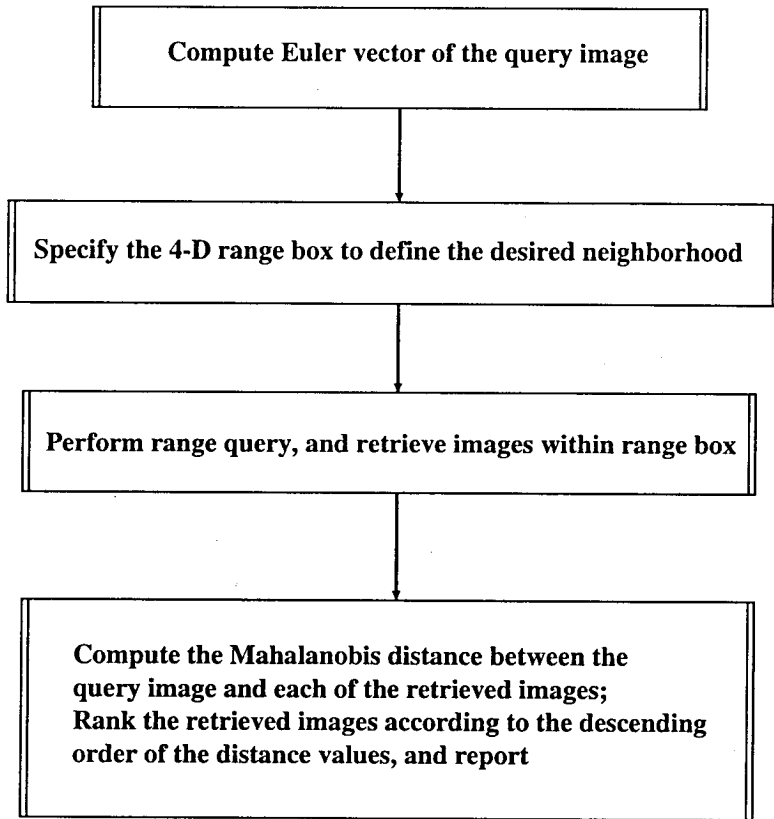 Compute Euler vector of the query image
Specify the 4-D range box to define the desired neighborhood
Perform range query, and retrieve images within range box
Compute the Mahalanobis distance between the
query image and each of the retrieved images;
Rank the retrieved images according to the descending
order of the distance values, and report